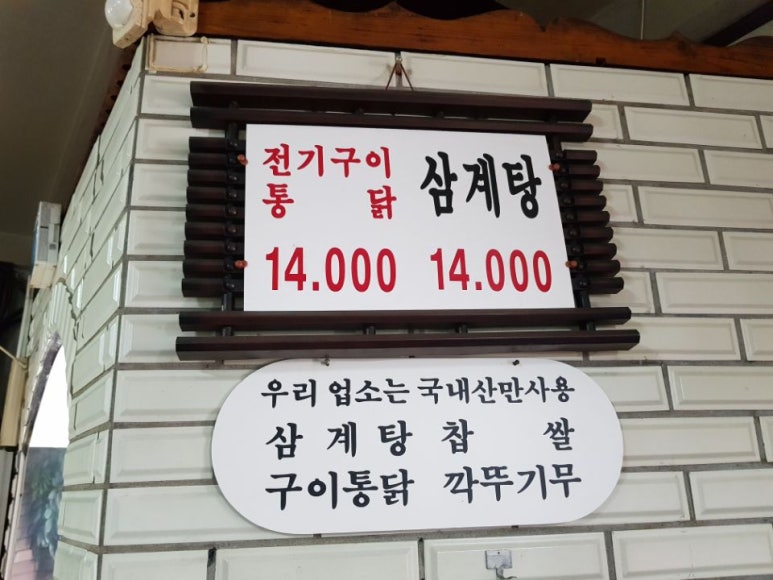 전기구이 삼계탕
통 닭
14.000 14.000
우리 업소는 국내산만사용
삼 계 탕 찹 쌀
구이통닭 깍뚜기무